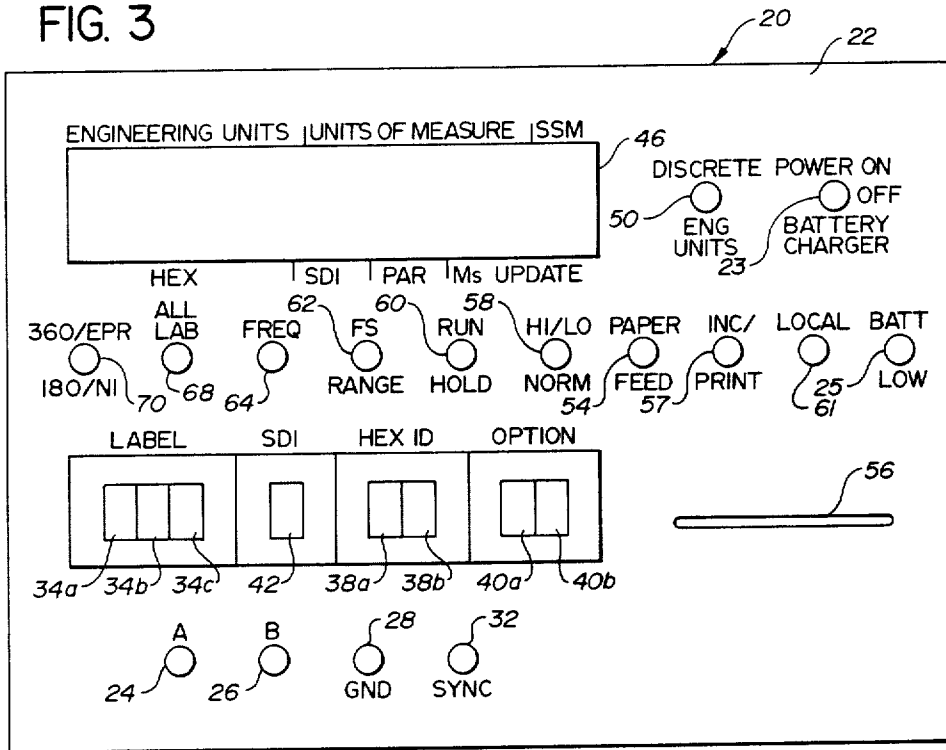 FIG. 3
20
22
ENGINEERING UNITS UNITS OF MEASURE SSM
46
DISCRETE POWER ON
OFF
50
ENG UNITS
BATTERY CHARGER
23
HEX SDI PAR Ms UPDATE
62 60 58
360/EPR ALL LAB FREQ FS RUN HI/LO PAPER INC/ LOCAL BATT
180/N1 RANGE HOLD NORM FEED PRINT LOW
70 68 64 54 57 61 25
LABEL SDI HEX ID OPTION
56
34a 34b 34c 42 38a 38b 40a 40b
A B 28 32
24 26 GND SYNC